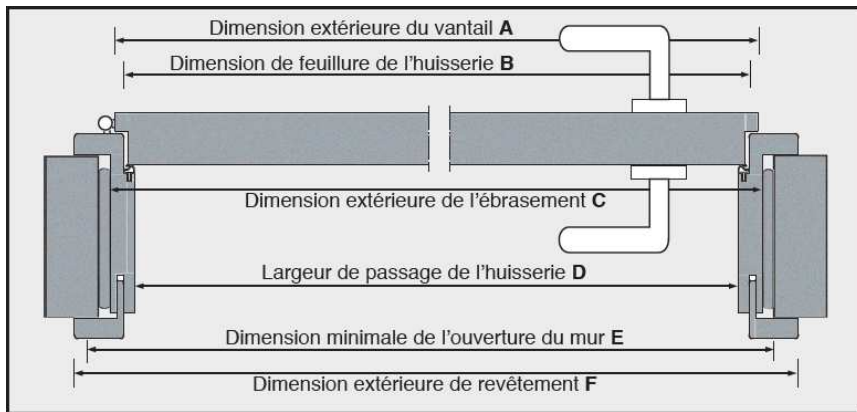 Dimension extérieure du vantail A
Dimension de feuillure de l'huisserie B
Dimension extérieure de l'ébrasement C
Largeur de passage de l'huisserie D
Dimension minimale de l'ouverture du mur E
Dimension extérieure de revêtement F